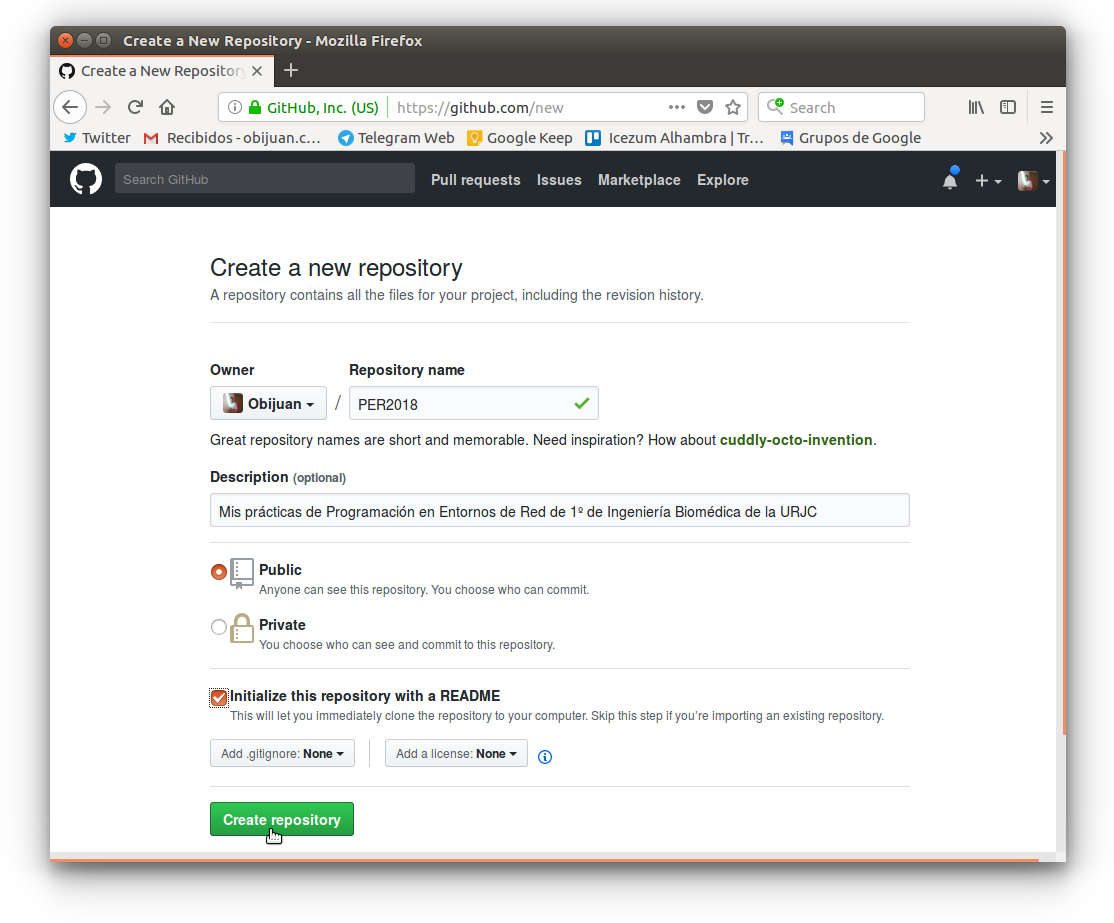 Create a New Repository - Mozilla Firefox
Create a New Repository
GitHub, Inc. (US) https://github.com/new Search
Twitter Recibidos - obijuan.c... Telegram Web Google Keep Icezum Alhambra | Tr... Grupos de Google
Search GitHub Pull requests Issues Marketplace Explore
Create a new repository
A repository contains all the files for your project, including the revision history.
Owner Repository name
Obijuan / PER2018
Great repository names are short and memorable. Need inspiration? How about cuddly-octo-invention.
Description (optional)
Mis prácticas de Programación en Entornos de Red de 1º de Ingeniería Biomédica de la URJC
Public
Anyone can see this repository. You choose who can commit.
Private
You choose who can see and commit to this repository.
Initialize this repository with a README
This will let you immediately clone the repository to your computer. Skip this step if you’re importing an existing repository.
Add .gitignore: None Add a license: None
Create repository